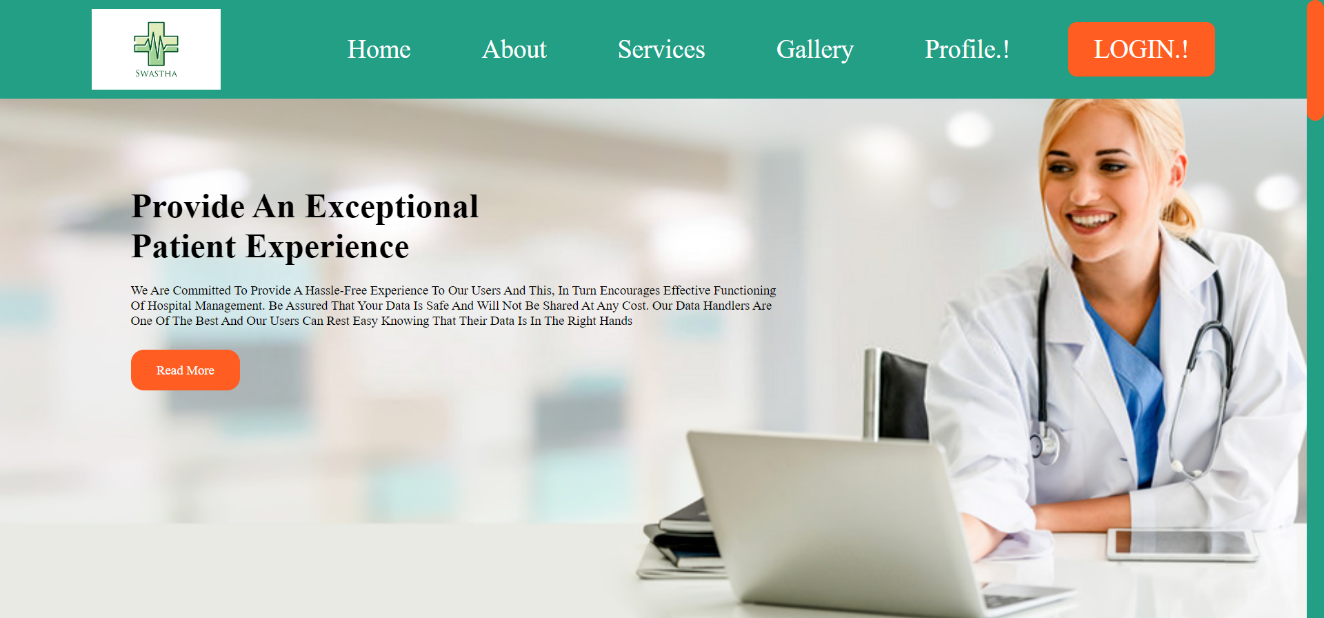 SWASTHA
Home
About
Services
Gallery
Profile.!
LOGIN.!
Provide An Exceptional
Patient Experience
We Are Committed To Provide A Hassle-Free Experience To Our Users And This, In Turn Encourages Effective Functioning
Of Hospital Management. Be Assured That Your Data Is Safe And Will Not Be Shared At Any Cost. Our Data Handlers Are
One Of The Best And Our Users Can Rest Easy Knowing That Their Data Is In The Right Hands
Read More